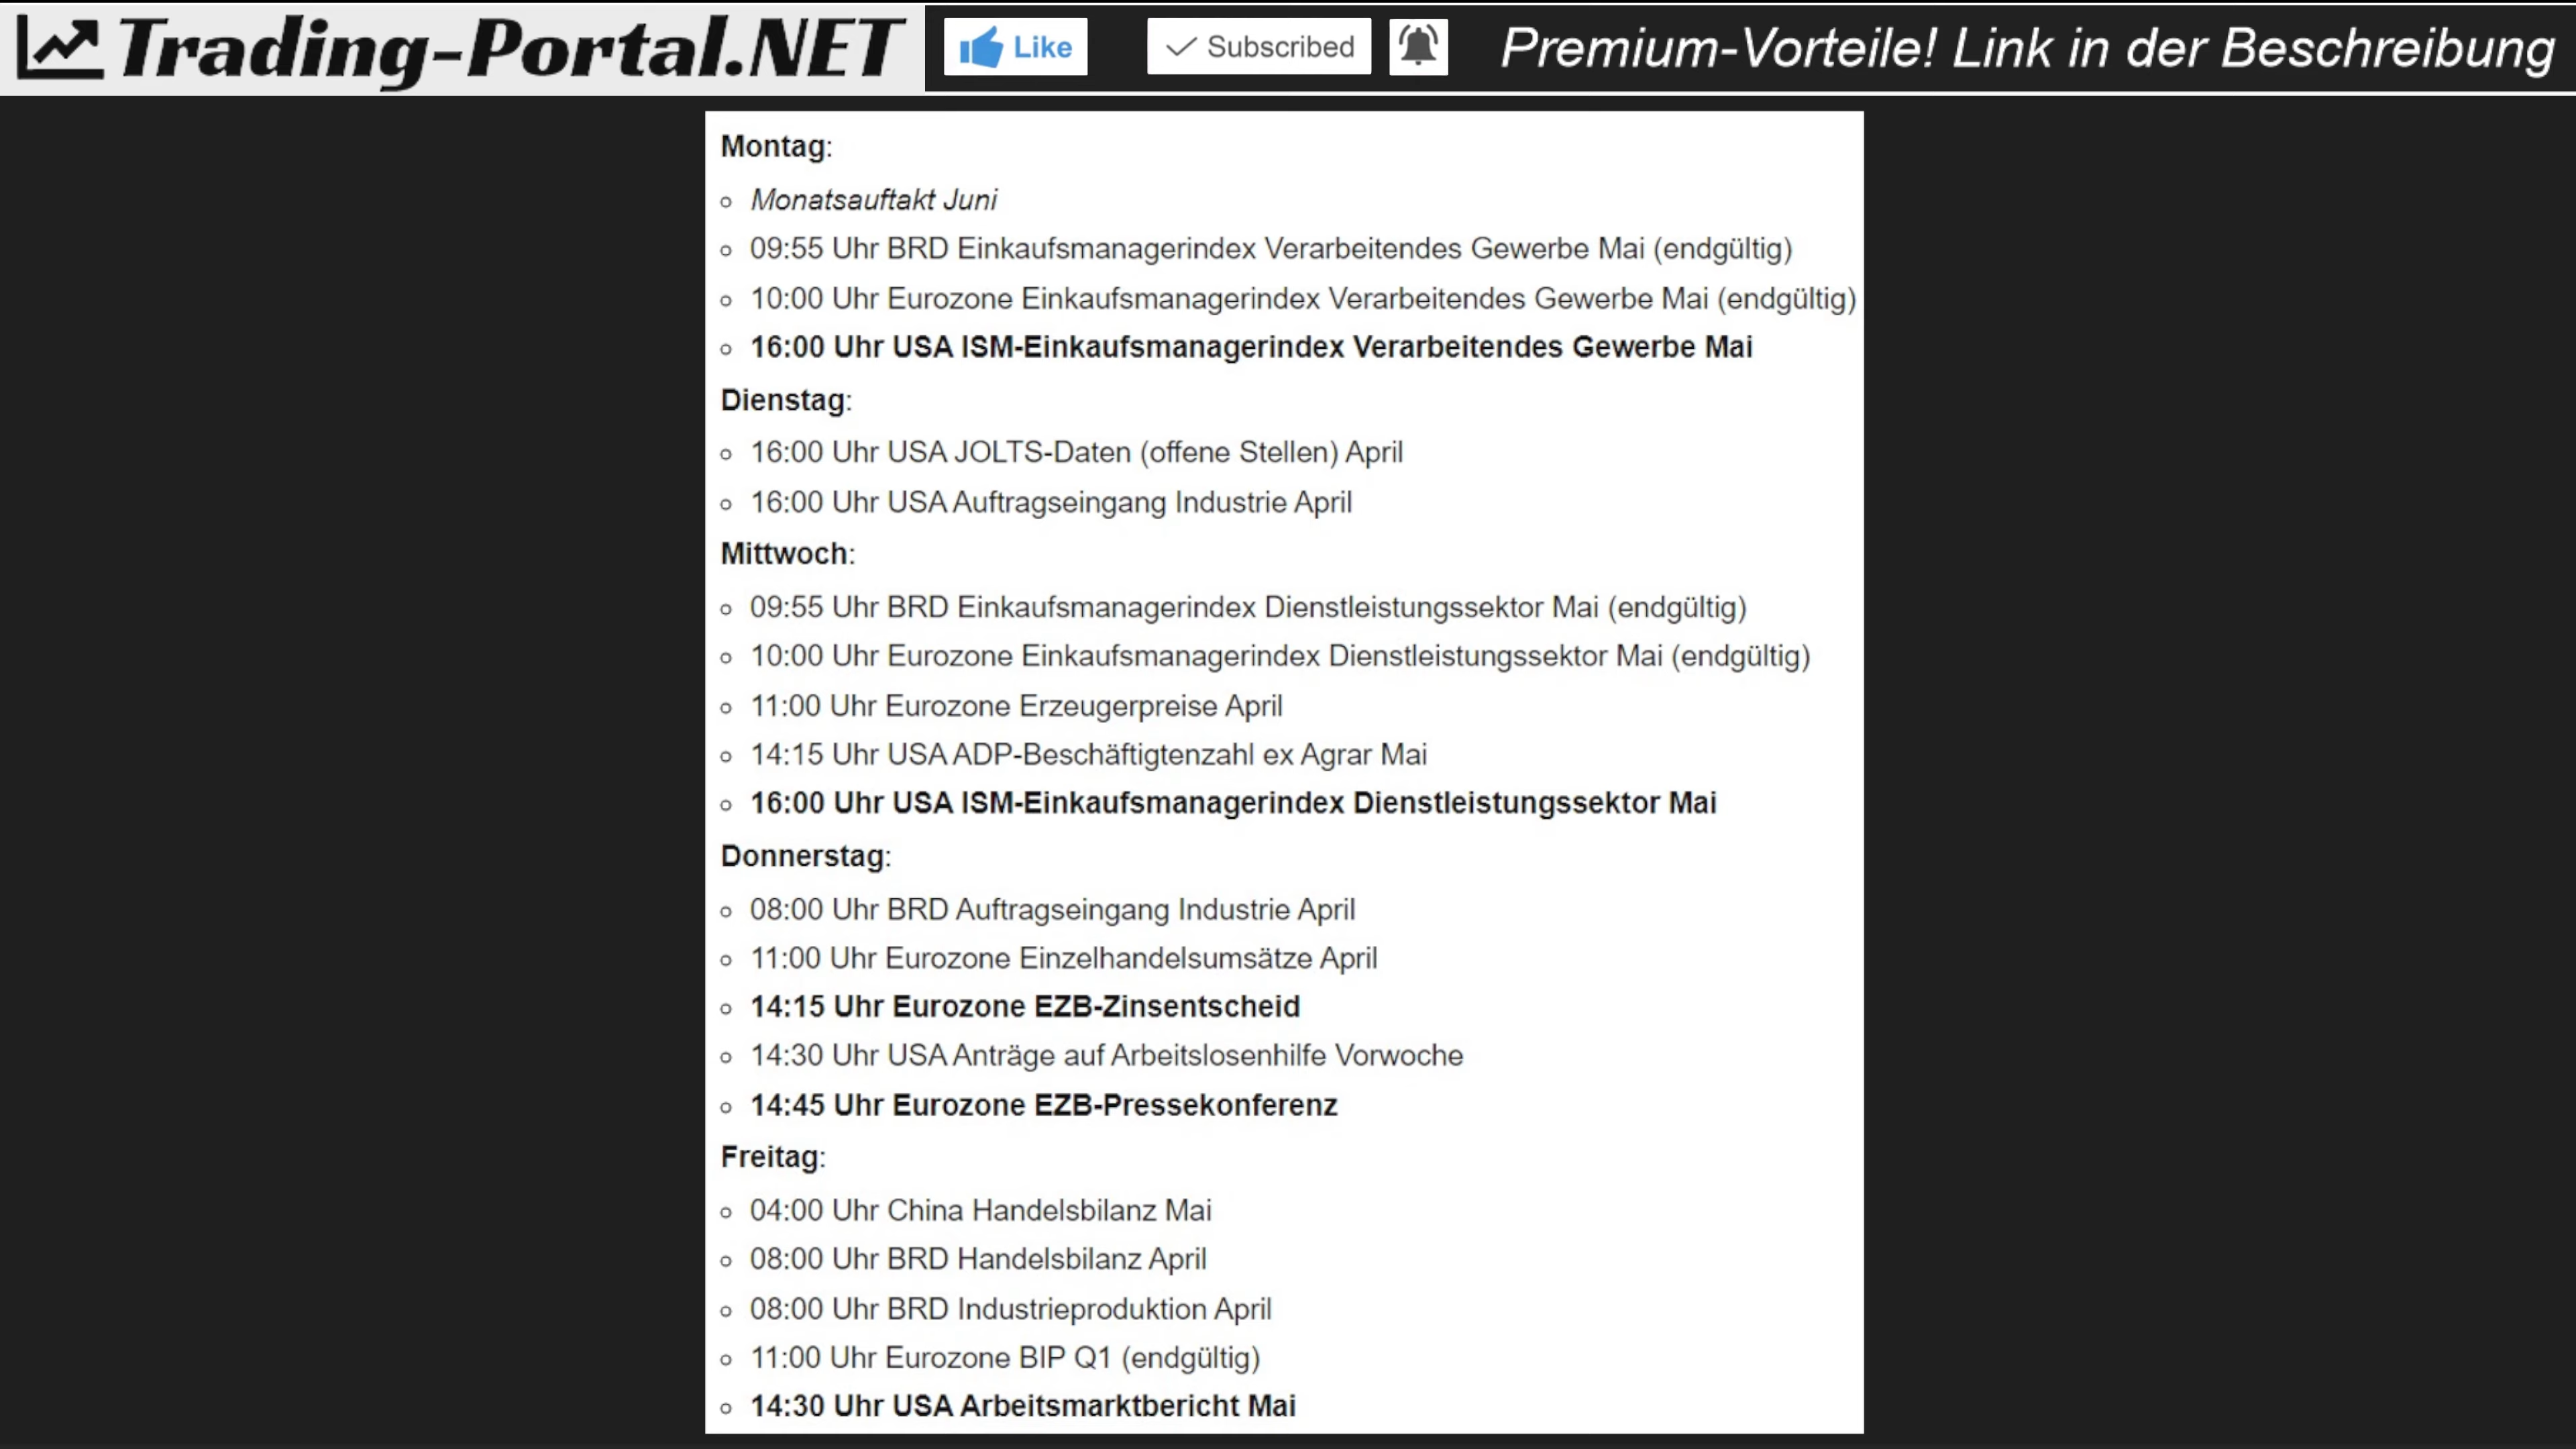 Trading-Portal.NET
Like
Subscribed
Premium-Vorteile! Link in der Beschreibung
Montag:
Monatsauftakt Juni
09:55 Uhr BRD Einkaufsmanagerindex Verarbeitendes Gewerbe Mai (endgültig)
10:00 Uhr Eurozone Einkaufsmanagerindex Verarbeitendes Gewerbe Mai (endgültig)
16:00 Uhr USA ISM-Einkaufsmanagerindex Verarbeitendes Gewerbe Mai
Dienstag:
16:00 Uhr USA JOLTS-Daten (offene Stellen) April
16:00 Uhr USA Auftragseingang Industrie April
Mittwoch:
09:55 Uhr BRD Einkaufsmanagerindex Dienstleistungssektor Mai (endgültig)
10:00 Uhr Eurozone Einkaufsmanagerindex Dienstleistungssektor Mai (endgültig)
11:00 Uhr Eurozone Erzeugerpreise April
14:15 Uhr USA ADP-Beschäftigtenzahl ex Agrar Mai
16:00 Uhr USA ISM-Einkaufsmanagerindex Dienstleistungssektor Mai
Donnerstag:
08:00 Uhr BRD Auftragseingang Industrie April
11:00 Uhr Eurozone Einzelhandelsumsätze April
14:15 Uhr Eurozone EZB-Zinsentscheid
14:30 Uhr USA Anträge auf Arbeitslosenhilfe Vorwoche
14:45 Uhr Eurozone EZB-Pressekonferenz
Freitag:
04:00 Uhr China Handelsbilanz Mai
08:00 Uhr BRD Handelsbilanz April
08:00 Uhr BRD Industrieproduktion April
11:00 Uhr Eurozone BIP Q1 (endgültig)
14:30 Uhr USA Arbeitsmarktbericht Mai